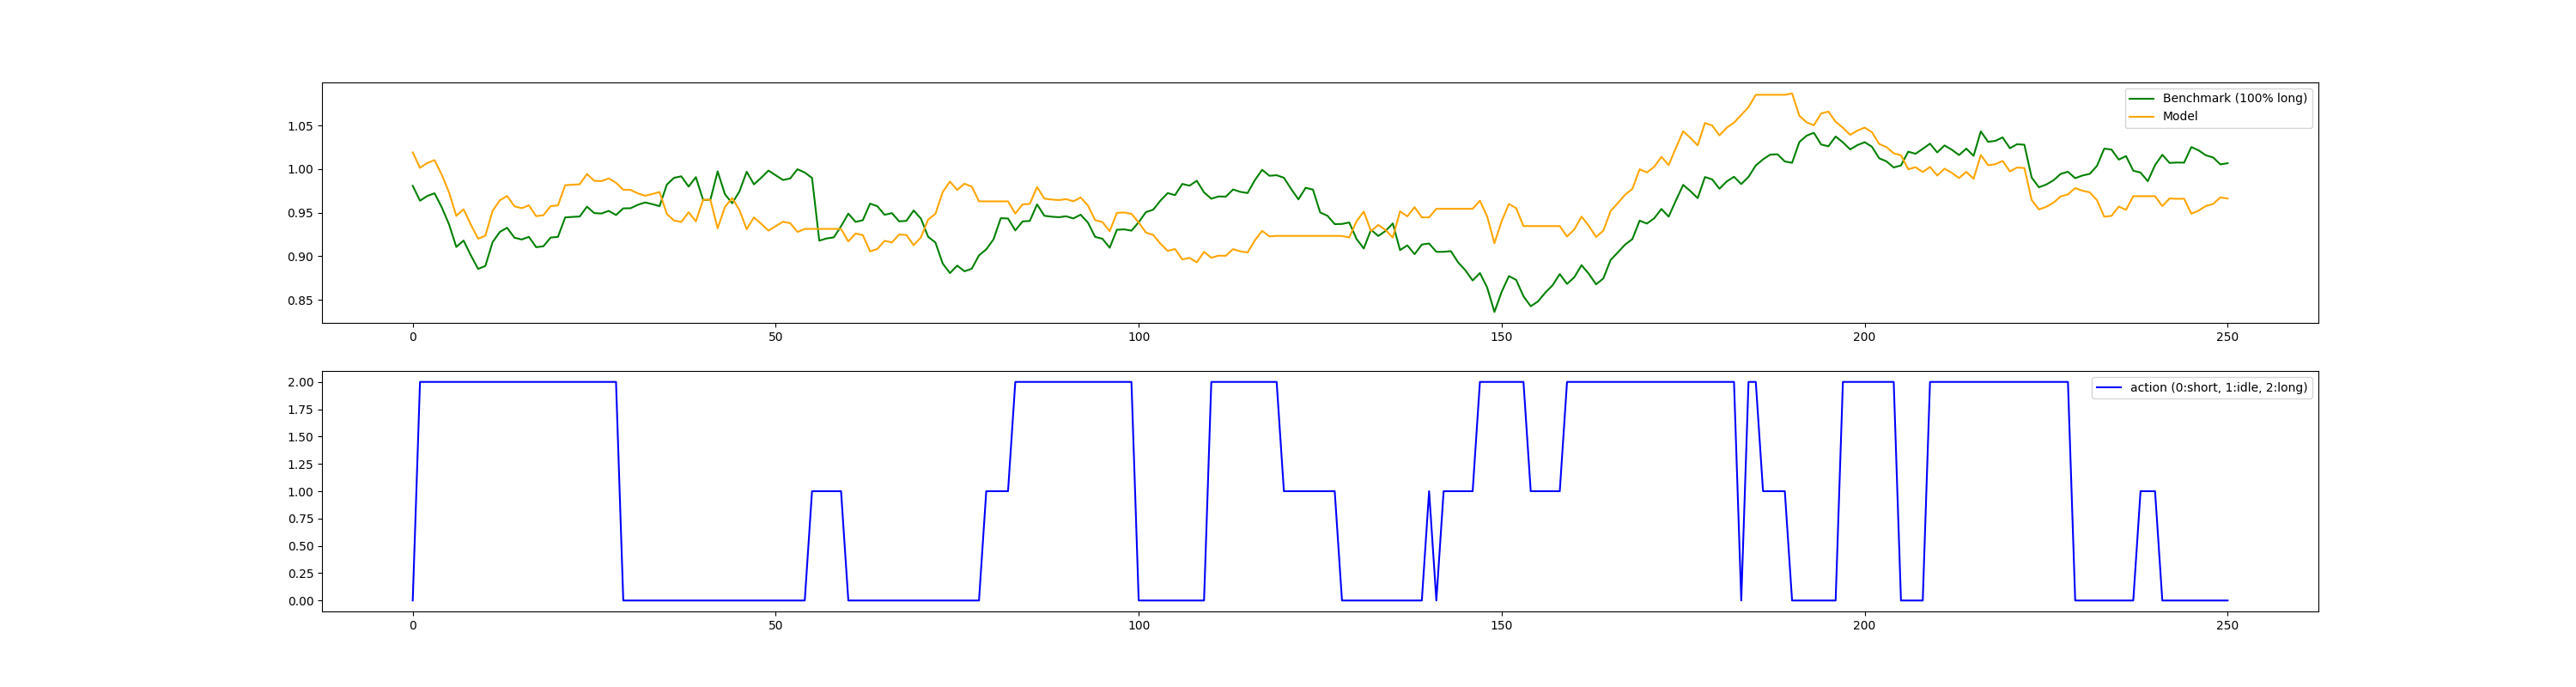 Benchmark (100% long)
Model
1.05
1.00
0.95
0.90
0.85
0 50 100 150 200 250
action (0:short, 1:idle, 2:long)
2.00
1.75
1.50
1.25
1.00
0.75
0.50
0.25
0.00
0 50 100 150 200 250